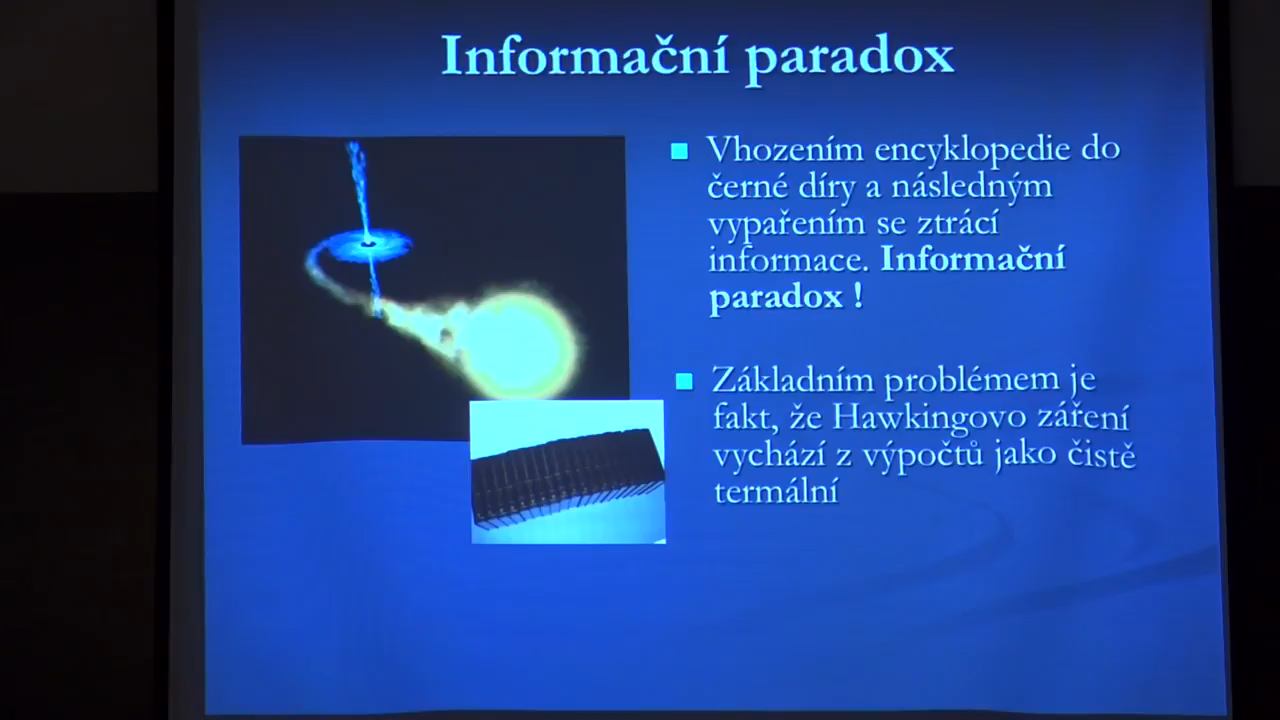 Informační paradox
Vhozením encyklopedie do
černé díry a následným
vypařením se ztrácí
informace. Informační
paradox !
Základním problémem je
fakt, že Hawkingovo záření
vychází z výpočtů jako čistě
termální